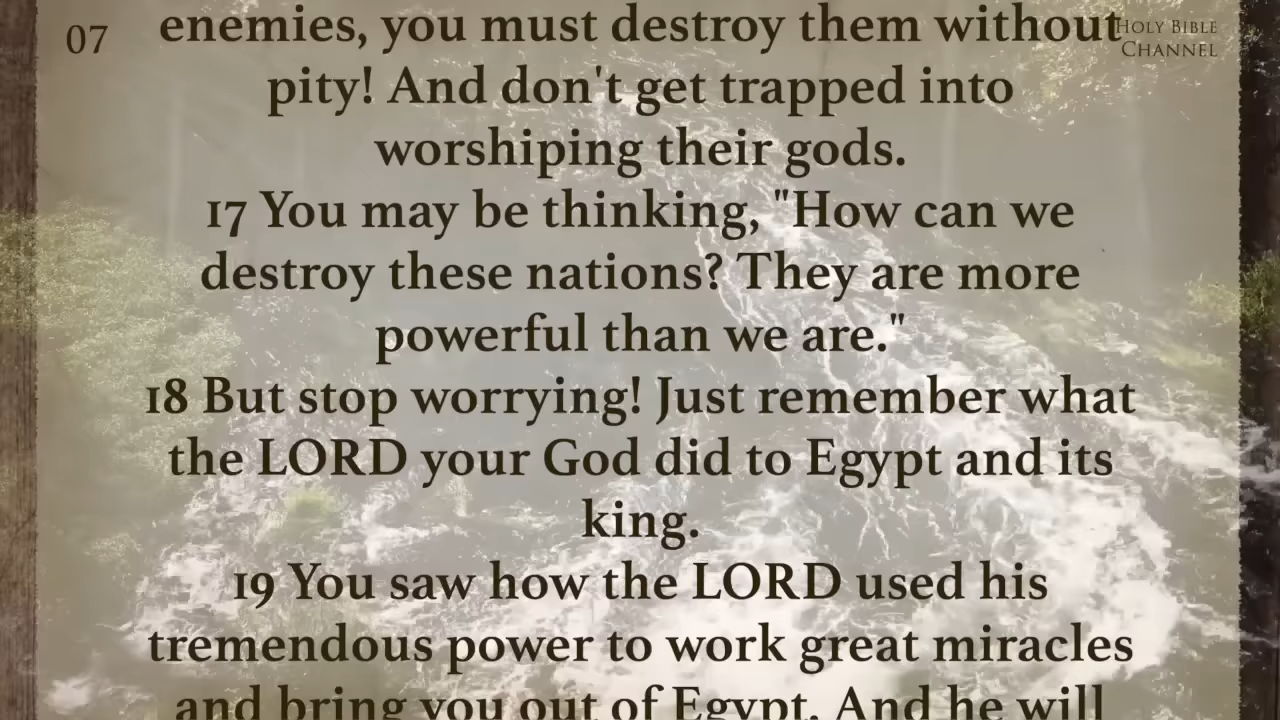 07
HOLY BIBLE
CHANNEL
enemies, you must destroy them without
pity! And don't get trapped into
worshiping their gods.
17 You may be thinking, "How can we
destroy these nations? They are more
powerful than we are."
18 But stop worrying! Just remember what
the LORD your God did to Egypt and its
king.
19 You saw how the LORD used his
tremendous power to work great miracles
and bring you out of Egypt. And he will